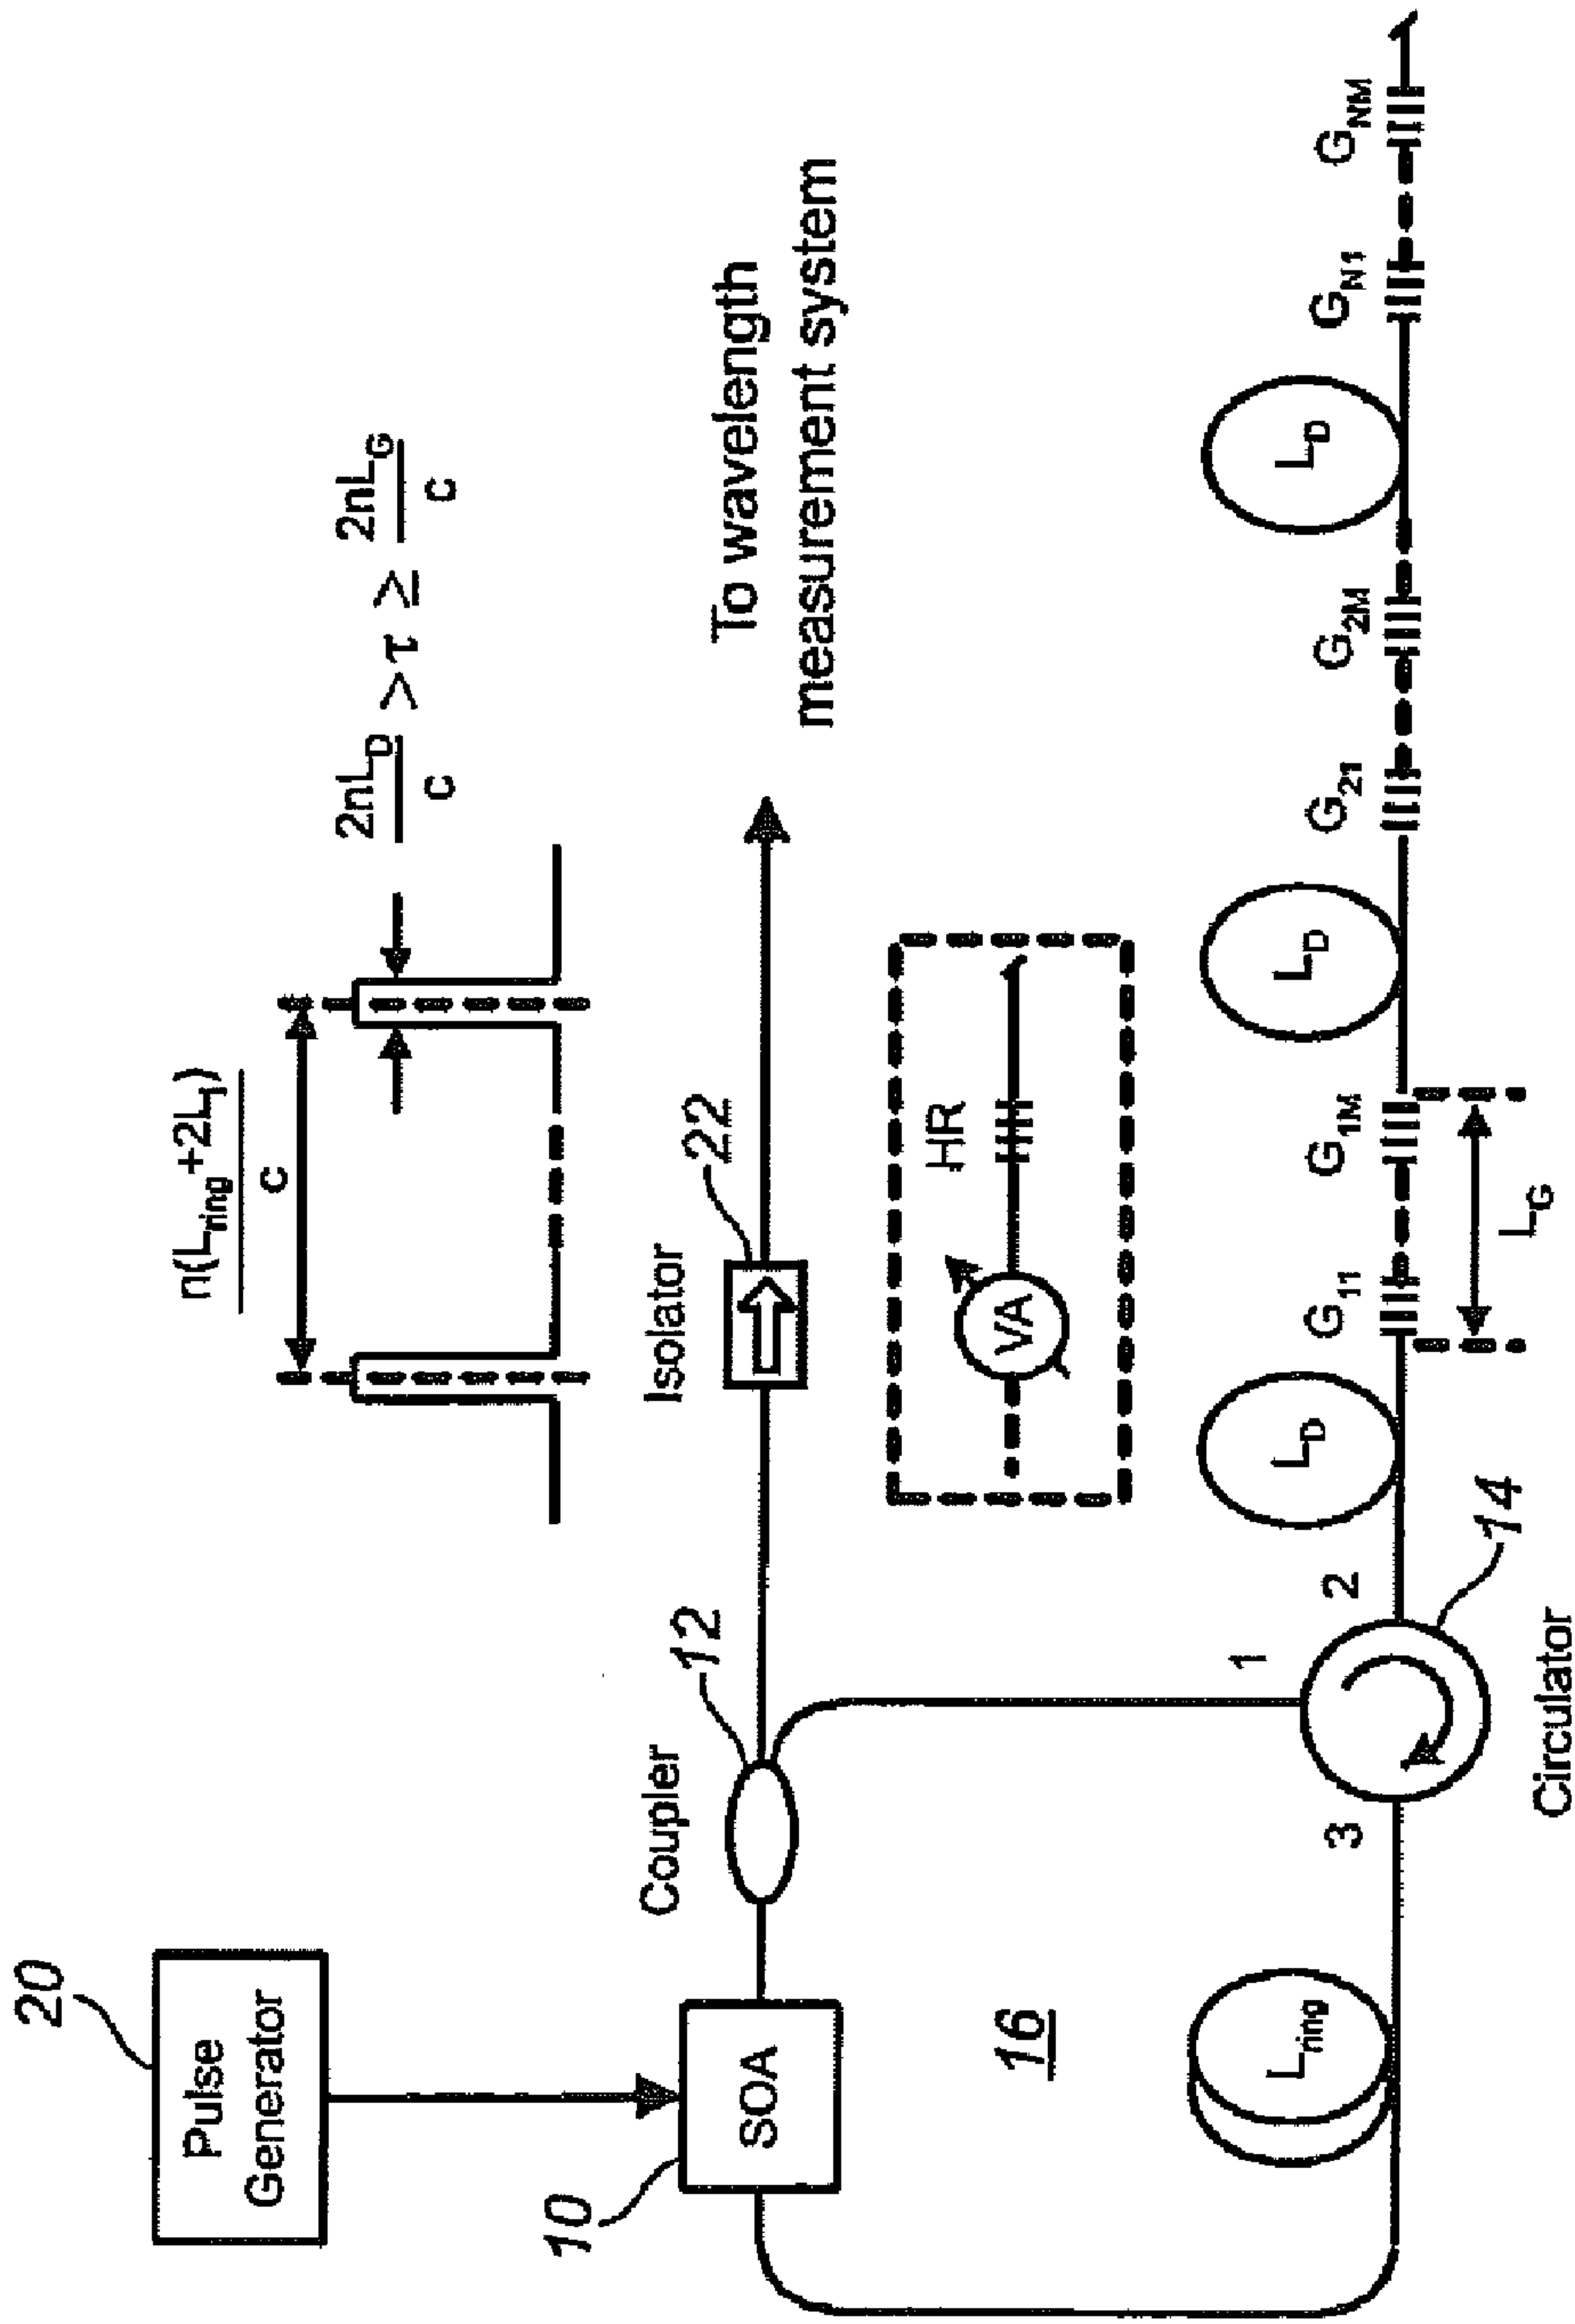 20
Pulse
Generator
10
SOA
16
L_ring
Coupler
12
Isolator
22
To wavelength
measurement system
n(L_ring+2L_i)
c
2nL_D
c
> τ ≥
2nL_G
c
VA
HR
1
2
3
14
Circulator
L_D
G_11
G_1M
L_G
L_D
G_21
G_2M
L_D
G_N1
G_NM